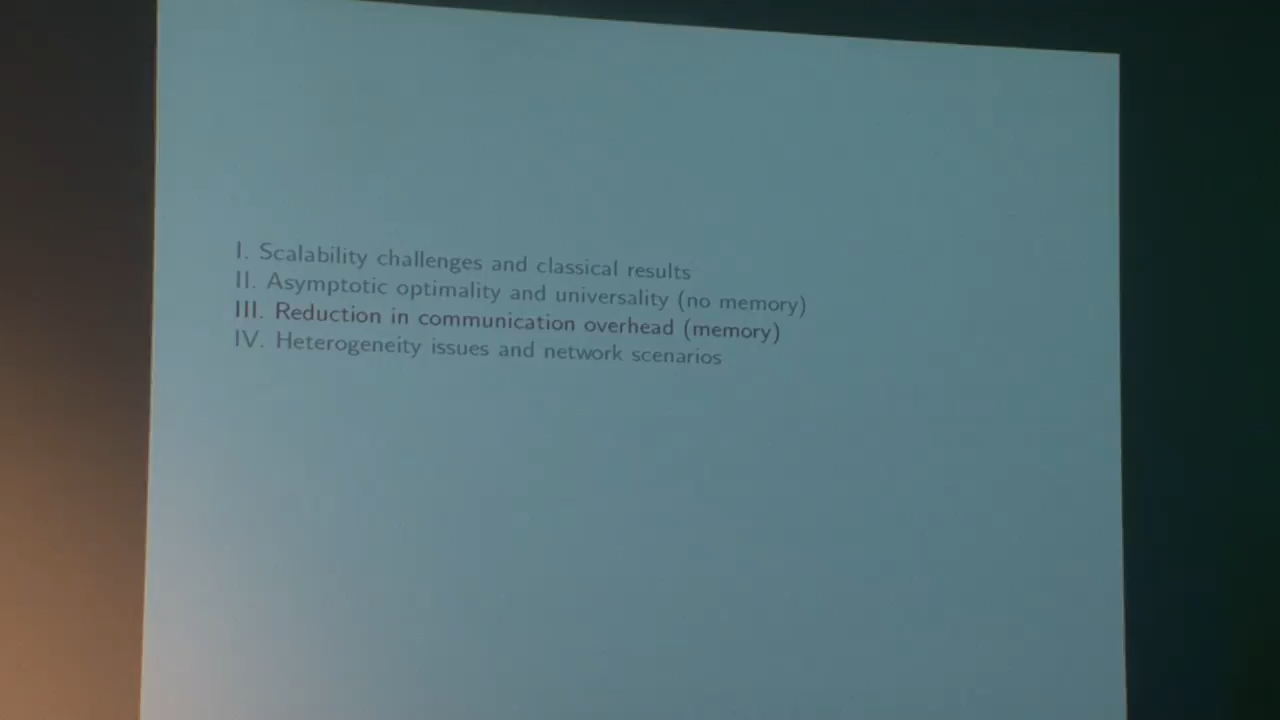 I. Scalability challenges and classical results
II. Asymptotic optimality and universality (no memory)
III. Reduction in communication overhead (memory)
IV. Heterogeneity issues and network scenarios